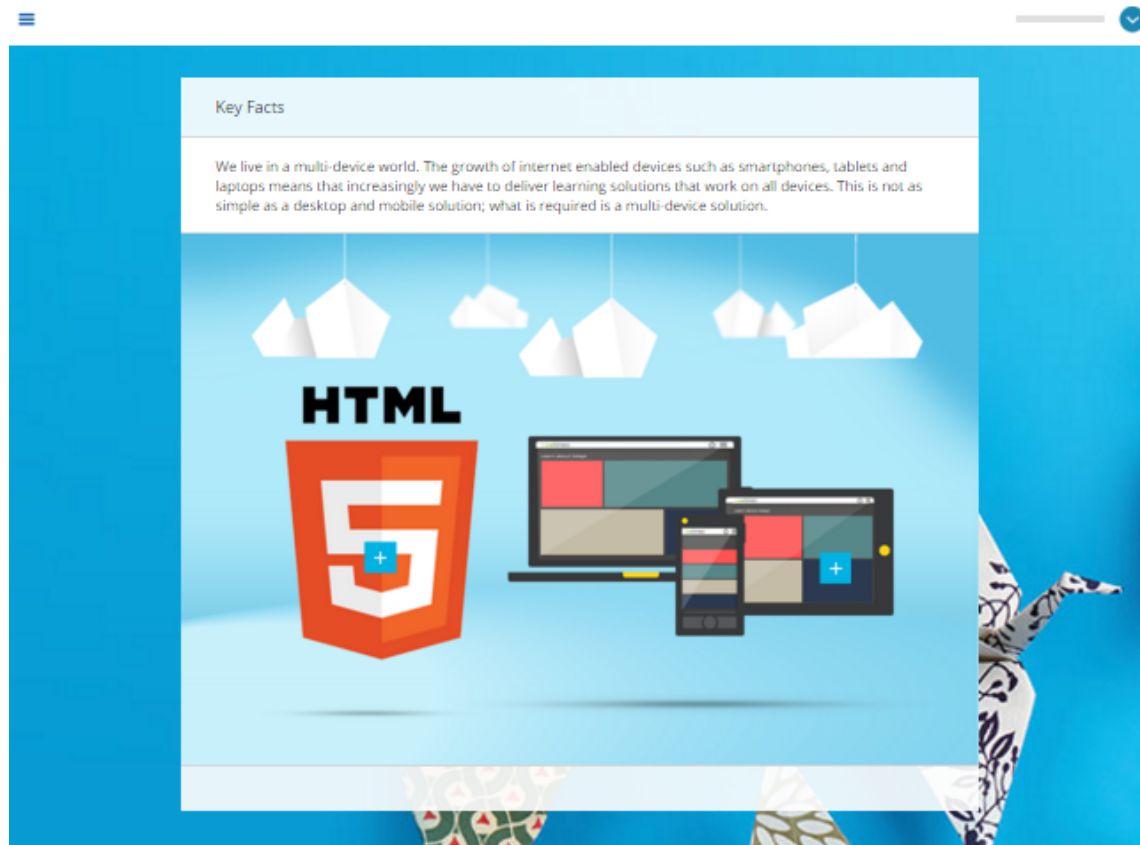 Key Facts
We live in a multi-device world. The growth of internet enabled devices such as smartphones, tablets and
laptops means that increasingly we have to deliver learning solutions that work on all devices. This is not as
simple as a desktop and mobile solution; what is required is a multi-device solution.
HTML
5